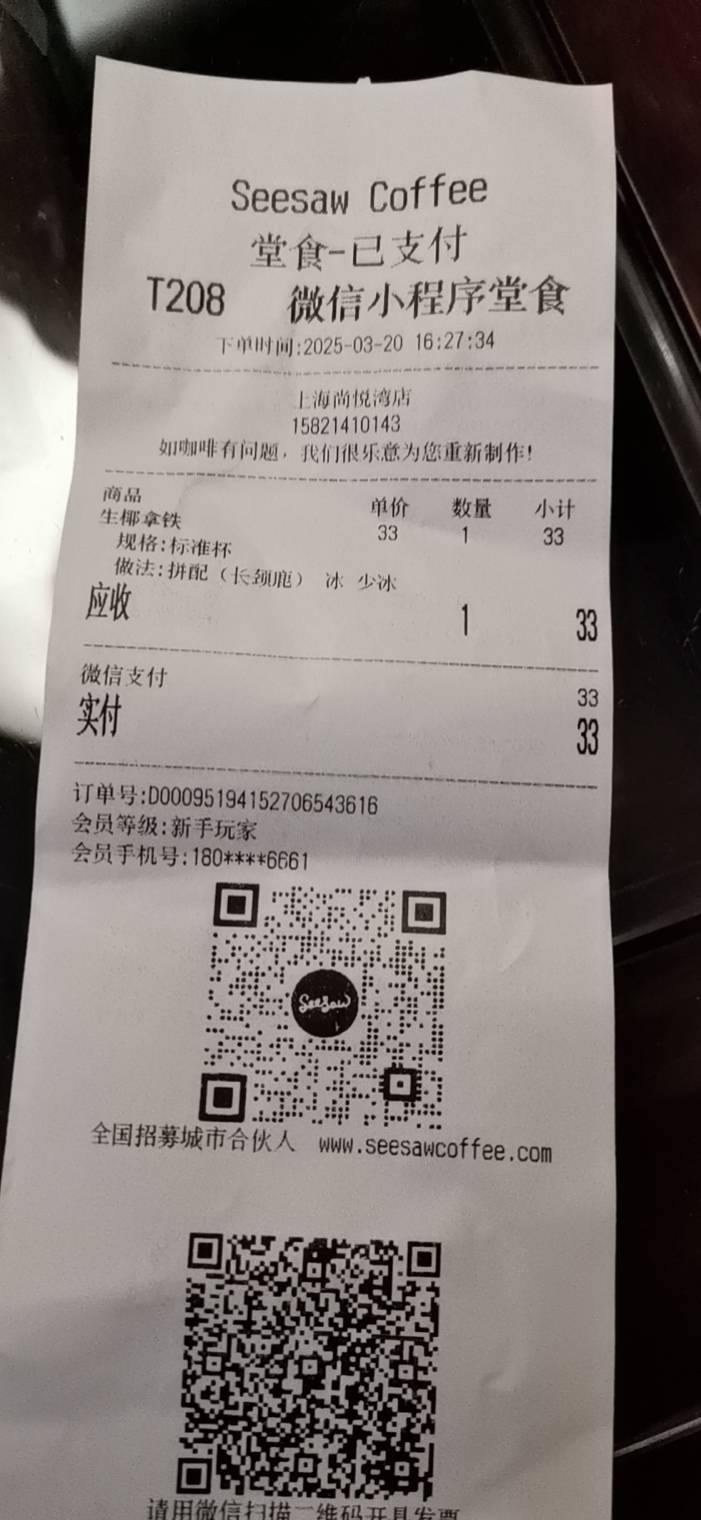 Seesaw Coffee
堂食-已支付
T208 微信小程序堂食
下单时间:2025-03-20 16:27:34
上海尚悦湾店
15821410143
如咖啡有问题，我们很乐意为您重新制作!
商品 单价 数量 小计
生椰拿铁 33 1 33
规格:标准杯
做法:拼配（长颈鹿） 冰 少冰
应收 1 33
微信支付 33
实付 33
订单号:D00095194152706543616
会员等级:新手玩家
会员手机号:180****6661
Seesaw
全国招募城市合伙人 www.seesawcoffee.com
请用微信扫描二维码开具发票